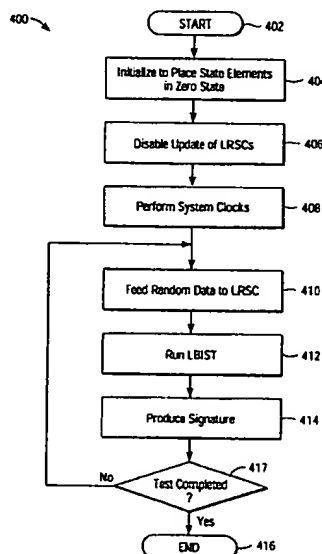 400
START
402
Initialize to Place State Elements
in Zero State
404
Disable Update of LRSCs
406
Perform System Clocks
408
Feed Random Data to LRSC
410
Run LBIST
412
Produce Signature
414
417
Test Completed
?
No
Yes
END
416